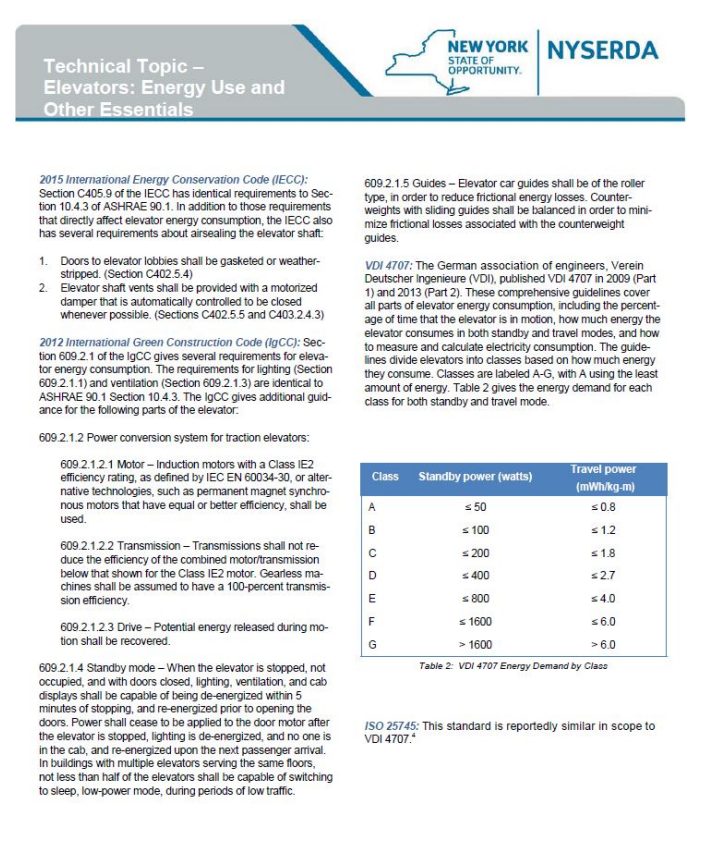 Technical Topic –
Elevators: Energy Use and
Other Essentials
NEW YORK
STATE OF
OPPORTUNITY.
NYSERDA
2015 International Energy Conservation Code (IECC):
Section C405.9 of the IECC has identical requirements to Sec-
tion 10.4.3 of ASHRAE 90.1. In addition to those requirements
that directly affect elevator energy consumption, the IECC also
has several requirements about airsealing the elevator shaft:
1. Doors to elevator lobbies shall be gasketed or weather-
stripped. (Section C402.5.4)
2. Elevator shaft vents shall be provided with a motorized
damper that is automatically controlled to be closed
whenever possible. (Sections C402.5.5 and C403.2.4.3)
2012 International Green Construction Code (IgCC): Sec-
tion 609.2.1 of the IgCC gives several requirements for eleva-
tor energy consumption. The requirements for lighting (Section
609.2.1.1) and ventilation (Section 609.2.1.3) are identical to
ASHRAE 90.1 Section 10.4.3. The IgCC gives additional guid-
ance for the following parts of the elevator:
609.2.1.2 Power conversion system for traction elevators:
609.2.1.2.1 Motor – Induction motors with a Class IE2
efficiency rating, as defined by IEC EN 60034-30, or alter-
native technologies, such as permanent magnet synchro-
nous motors that have equal or better efficiency, shall be
used.
609.2.1.2.2 Transmission – Transmissions shall not re-
duce the efficiency of the combined motor/transmission
below that shown for the Class IE2 motor. Gearless ma-
chines shall be assumed to have a 100-percent transmis-
sion efficiency.
609.2.1.2.3 Drive – Potential energy released during mo-
tion shall be recovered.
609.2.1.4 Standby mode – When the elevator is stopped, not
occupied, and with doors closed, lighting, ventilation, and cab
displays shall be capable of being de-energized within 5
minutes of stopping, and re-energized prior to opening the
doors. Power shall cease to be applied to the door motor after
the elevator is stopped, lighting is de-energized, and no one is
in the cab, and re-energized upon the next passenger arrival.
In buildings with multiple elevators serving the same floors,
not less than half of the elevators shall be capable of switching
to sleep, low-power mode, during periods of low traffic.
609.2.1.5 Guides – Elevator car guides shall be of the roller
type, in order to reduce frictional energy losses. Counter-
weights with sliding guides shall be balanced in order to mini-
mize frictional losses associated with the counterweight
guides.
VDI 4707: The German association of engineers, Verein
Deutscher Ingenieure (VDI), published VDI 4707 in 2009 (Part
1) and 2013 (Part 2). These comprehensive guidelines cover
all parts of elevator energy consumption, including the percent-
age of time that the elevator is in motion, how much energy the
elevator consumes in both standby and travel modes, and how
to measure and calculate electricity consumption. The guide-
lines divide elevators into classes based on how much energy
they consume. Classes are labeled A-G, with A using the least
amount of energy. Table 2 gives the energy demand for each
class for both standby and travel mode.
Class Standby power (watts) Travel power
(mWh/kg-m)
A ≤ 50 ≤ 0.8
B ≤ 100 ≤ 1.2
C ≤ 200 ≤ 1.8
D ≤ 400 ≤ 2.7
E ≤ 800 ≤ 4.0
F ≤ 1600 ≤ 6.0
G > 1600 > 6.0
Table 2: VDI 4707 Energy Demand by Class
ISO 25745: This standard is reportedly similar in scope to
VDI 4707.⁴